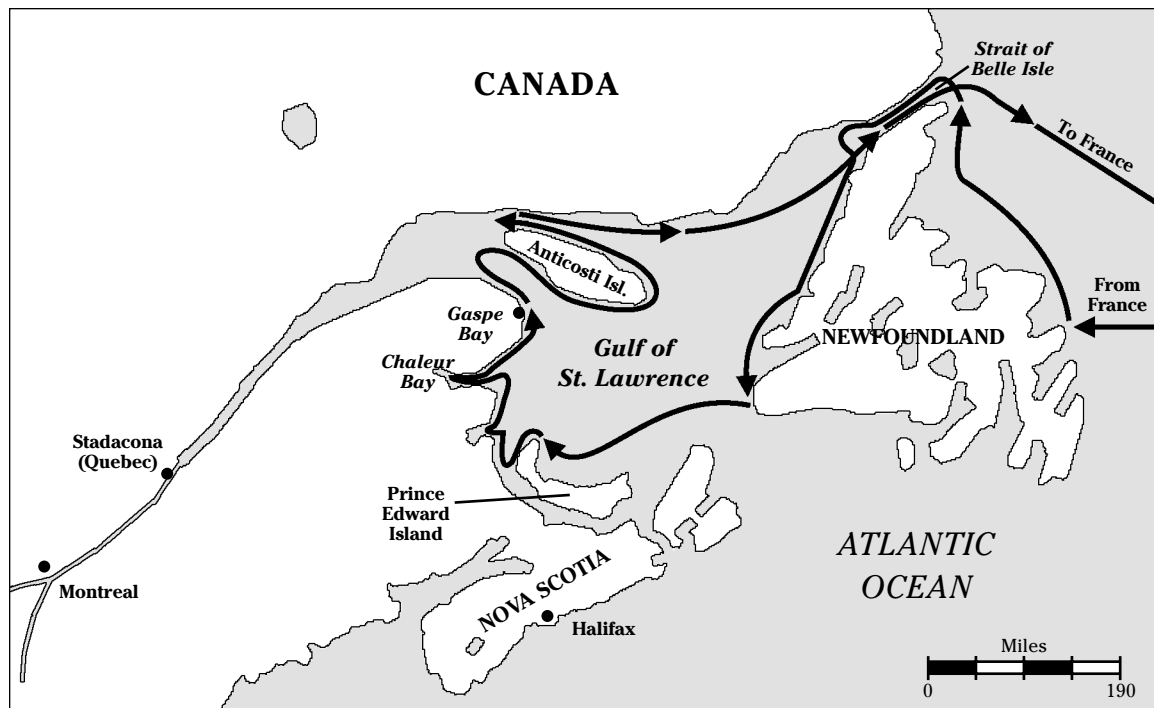 Strait of
Belle Isle
CANADA
To France
Anticosti Isl.
From
France
Gaspe
Bay
NEWFOUNDLAND
Gulf of
St. Lawrence
Chaleur
Bay
Stadacona
(Quebec)
Prince
Edward
Island
ATLANTIC
OCEAN
Montreal
NOVA SCOTIA
Halifax
Miles
0
190